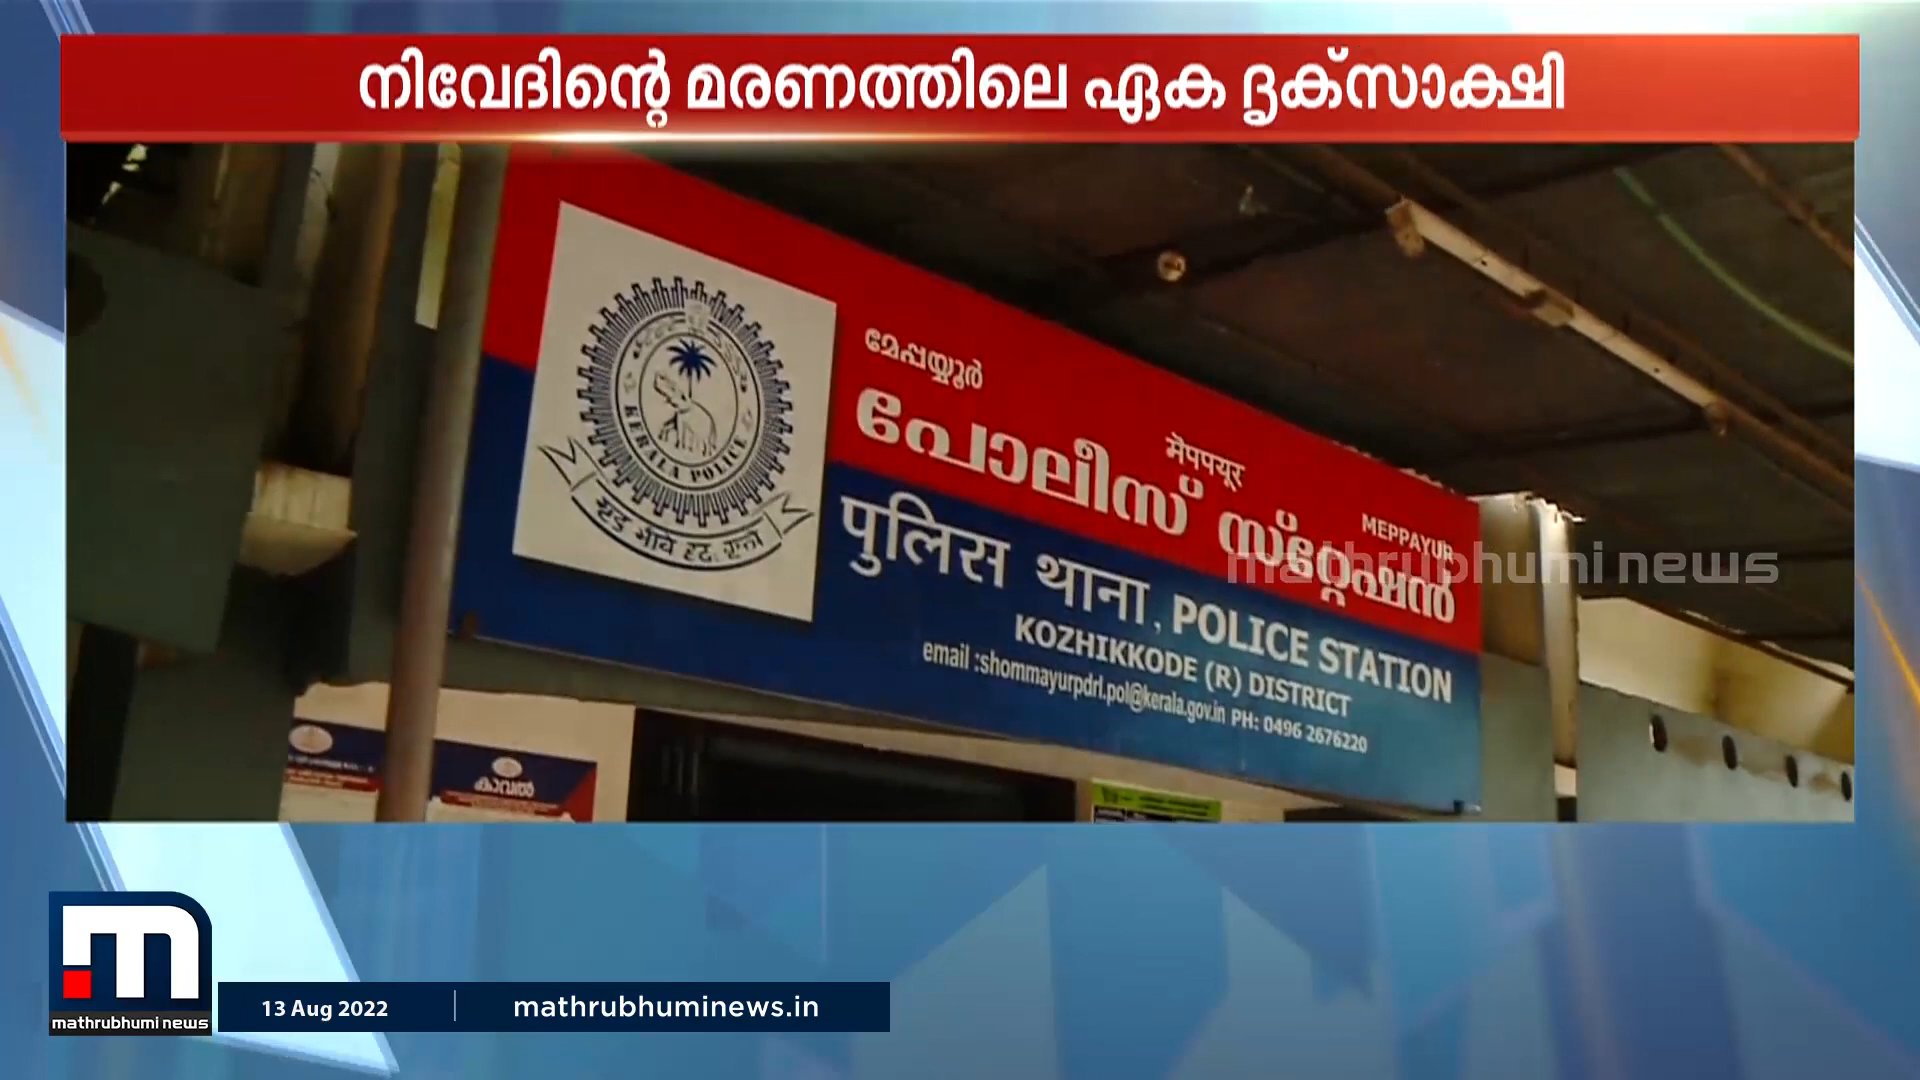 നിവേദിന്റെ മരണത്തിലെ ഏക ദൃക്സാക്ഷി
മേപ്പയ്യൂർ
പോലീസ് സ്റ്റേഷൻ
मेपपयूर
MEPPAYUR
पुलिस थाना, POLICE STATION
KOZHIKKODE (R) DISTRICT
email :shommayurpdrl.pol@kerala.gov.in PH: 0496 2676220
KERALA POLICE
mathrubhumi news
കാവൽ
mathrubhumi news
13 Aug 2022
mathrubhuminews.in